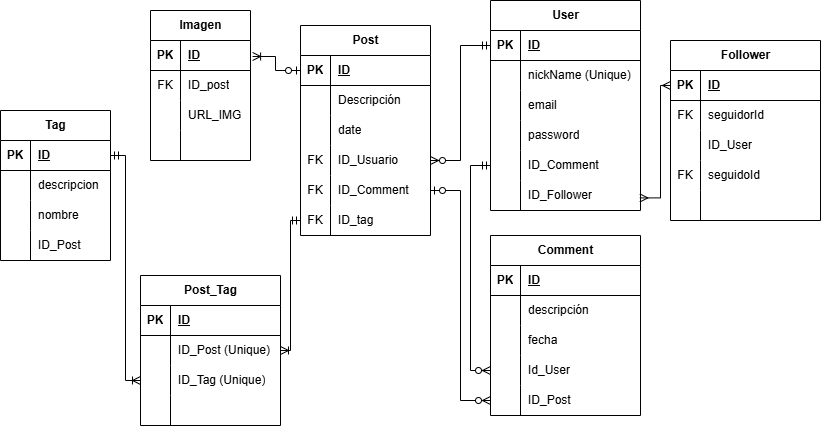 Imagen
PK ID
FK ID_post
URL_IMG
Post
PK ID
Descripción
date
FK ID_Usuario
FK ID_Comment
FK ID_tag
User
PK ID
nickName (Unique)
email
password
ID_Comment
ID_Follower
Follower
PK ID
FK seguidorId
ID_User
FK seguidoId
Tag
PK ID
descripcion
nombre
ID_Post
Post_Tag
PK ID
ID_Post (Unique)
ID_Tag (Unique)
Comment
PK ID
descripción
fecha
Id_User
ID_Post